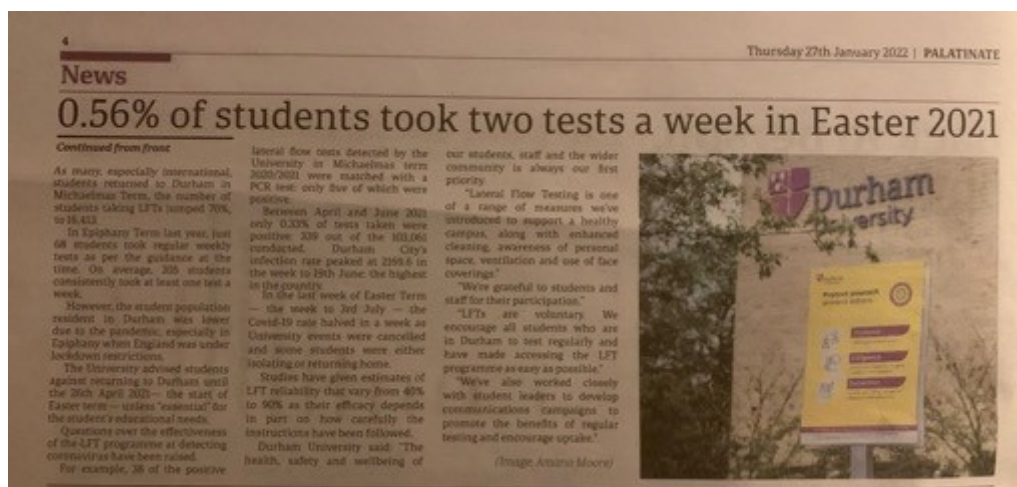 4
Thursday 27th January 2022 | PALATINATE
News
0.56% of students took two tests a week in Easter 2021
Continued from front
As many, especially international,
students returned to Durham in
Michaelmas Term, the number of
students taking LFTs jumped 70%,
to 16,413
In Epiphany Term last year, just
68 students took regular weekly
tests as per the guidance at the
time. On average, 205 students
consistently took at least one test a
week.
However, the student population
resident in Durham was lower
due to the pandemic, especially in
Epiphany when England was under
lockdown restrictions.
The University advised students
against returning to Durham until
the 26th April 2021— the start of
Easter term — unless "essential" for
the student's educational needs.
Questions over the effectiveness
of the LFT programme at detecting
coronavirus have been raised.
For example, 38 of the positive
lateral flow tests detected by the
University in Michaelmas term
2020/2021 were matched with a
PCR test: only five of which were
positive.
Between April and June 2021
only 0.33% of tests taken were
positive: 339 out of the 103,061
conducted. Durham City's
infection rate peaked at 2159.6 in
the week to 19th June: the highest
in the country.
In the last week of Easter Term
— the week to 3rd July — the
Covid-19 rate halved in a week as
University events were cancelled
and some students were either
isolating or returning home.
Studies have given estimates of
LFT reliability that vary from 40%
to 90% as their efficacy depends
in part on how carefully the
instructions have been followed.
Durham University said: "The
health, safety and wellbeing of
our students, staff and the wider
community is always our first
priority.
"Lateral Flow Testing is one
of a range of measures we've
introduced to support a healthy
campus, along with enhanced
cleaning, awareness of personal
space, ventilation and use of face
coverings."
"We're grateful to students and
staff for their participation."
"LFTs are voluntary. We
encourage all students who are
in Durham to test regularly and
have made accessing the LFT
programme as easy as possible."
"We've also worked closely
with student leaders to develop
communications campaigns to
promote the benefits of regular
testing and encourage uptake."
(Image: Amana Moore)
Durham
University